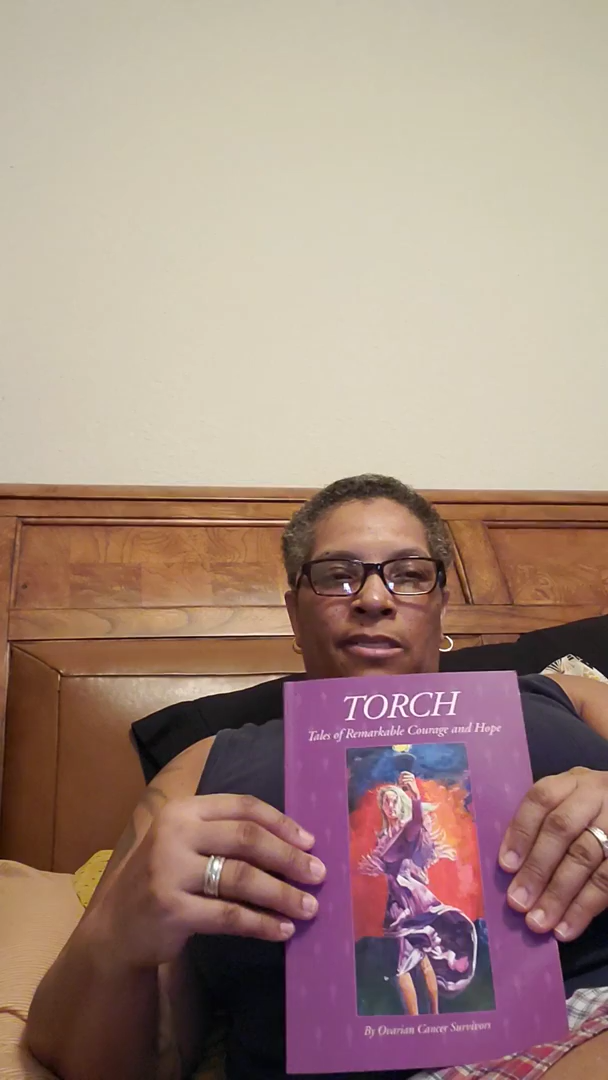 TORCH
Tales of Remarkable Courage and Hope
By Ovarian Cancer Survivors